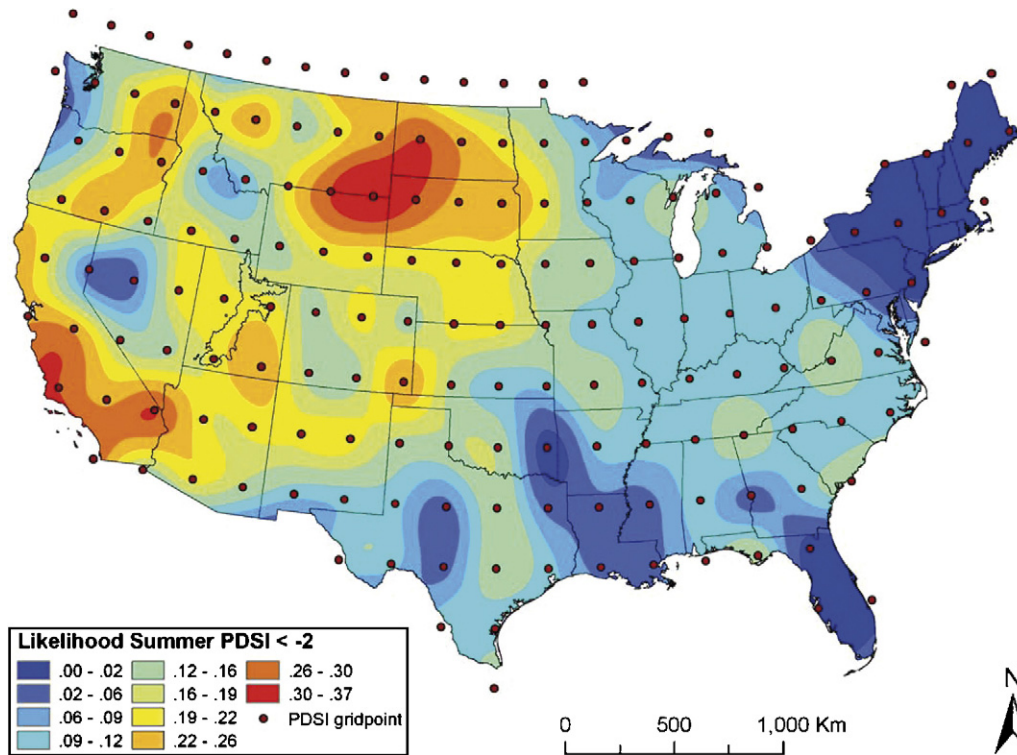 Likelihood Summer PDSI < -2
.00 - .02
.02 - .06
.06 - .09
.09 - .12
.12 - .16
.16 - .19
.19 - .22
.22 - .26
.26 - .30
.30 - .37
PDSI gridpoint
0 500 1,000 Km
N